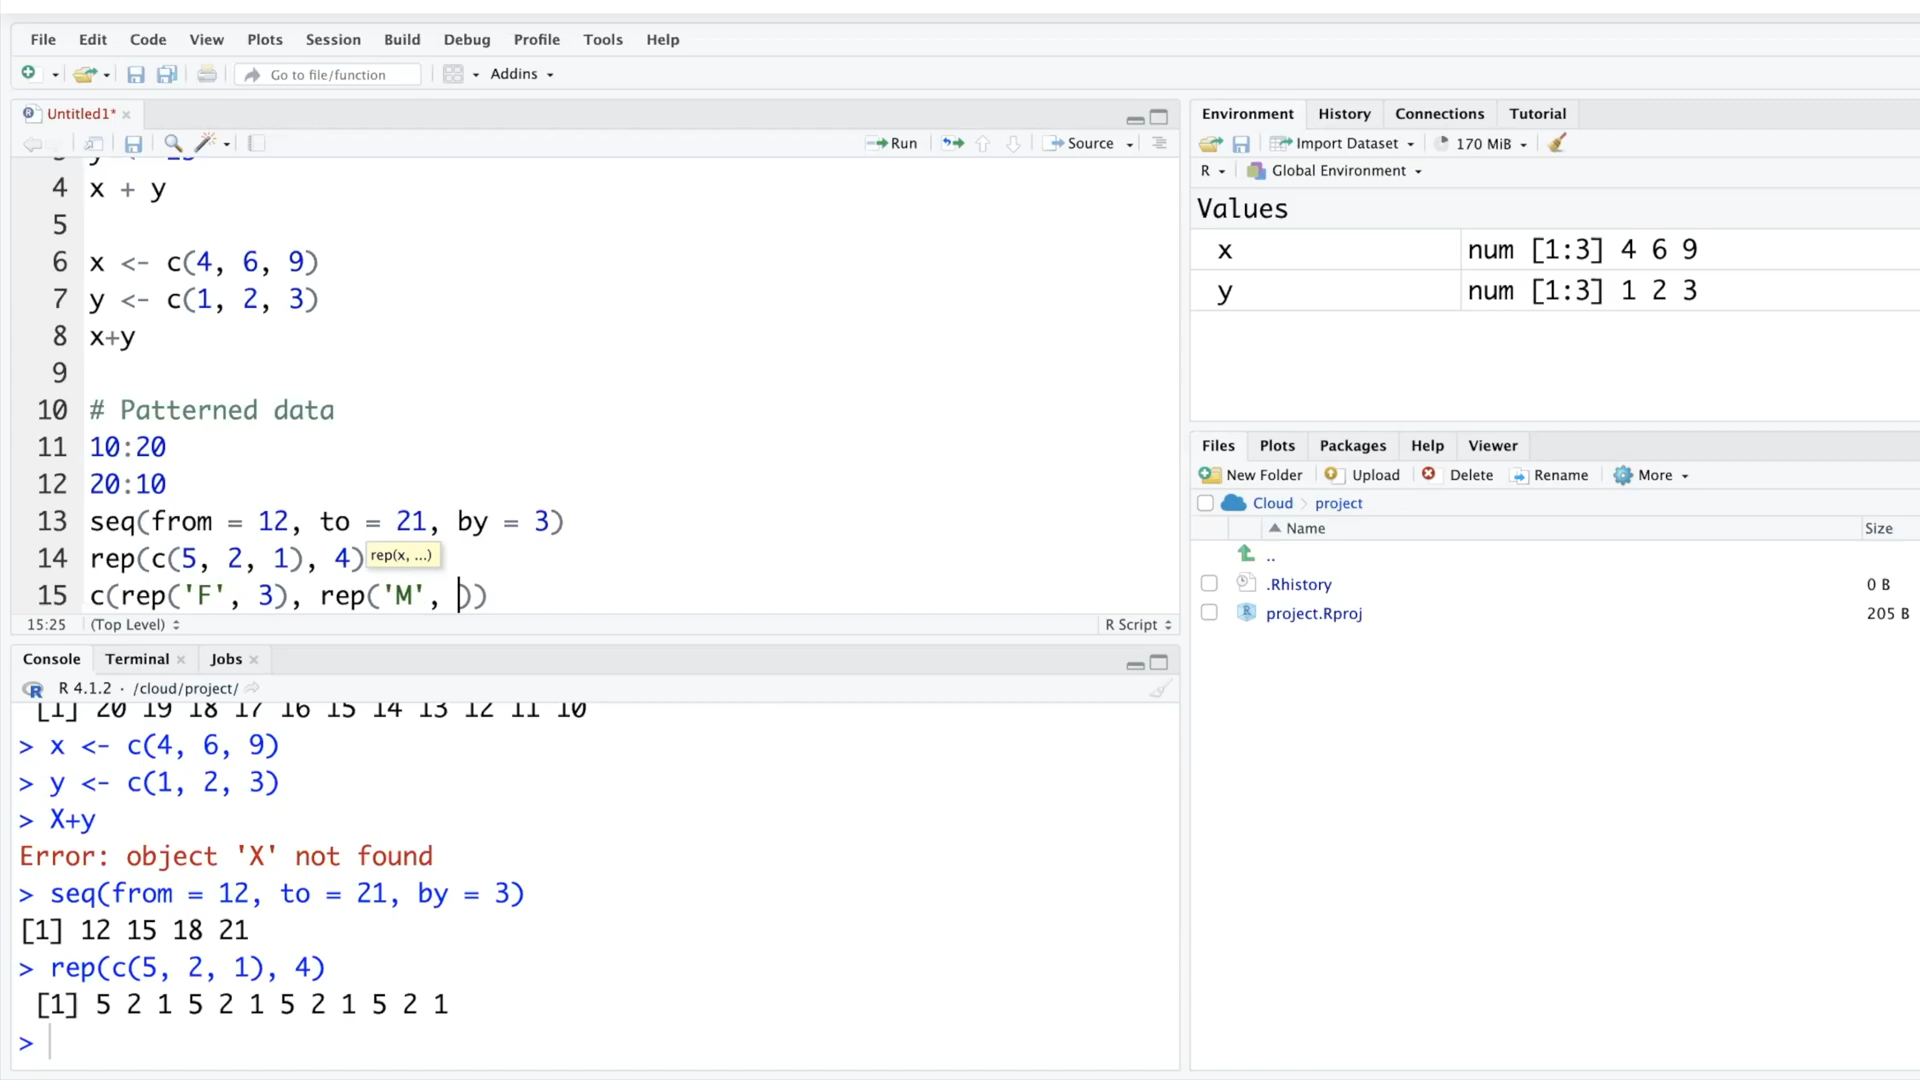 File Edit Code View Plots Session Build Debug Profile Tools Help
Go to file/function Addins
Untitled1*
Run Source
4 x + y
5
6 x <- c(4, 6, 9)
7 y <- c(1, 2, 3)
8 x+y
9
10 # Patterned data
11 10:20
12 20:10
13 seq(from = 12, to = 21, by = 3)
14 rep(c(5, 2, 1), 4)
rep(x, ...)
15 c(rep('F', 3), rep('M', ))
15:25 (Top Level) R Script
Console Terminal Jobs
R 4.1.2 · /cloud/project/
[1] 20 19 18 17 16 15 14 13 12 11 10
> x <- c(4, 6, 9)
> y <- c(1, 2, 3)
> X+y
Error: object 'X' not found
> seq(from = 12, to = 21, by = 3)
[1] 12 15 18 21
> rep(c(5, 2, 1), 4)
[1] 5 2 1 5 2 1 5 2 1 5 2 1
>
Environment History Connections Tutorial
Import Dataset 170 MiB
R Global Environment
Values
x num [1:3] 4 6 9
y num [1:3] 1 2 3
Files Plots Packages Help Viewer
New Folder Upload Delete Rename More
Cloud project
Name Size
..
.Rhistory 0 B
project.Rproj 205 B